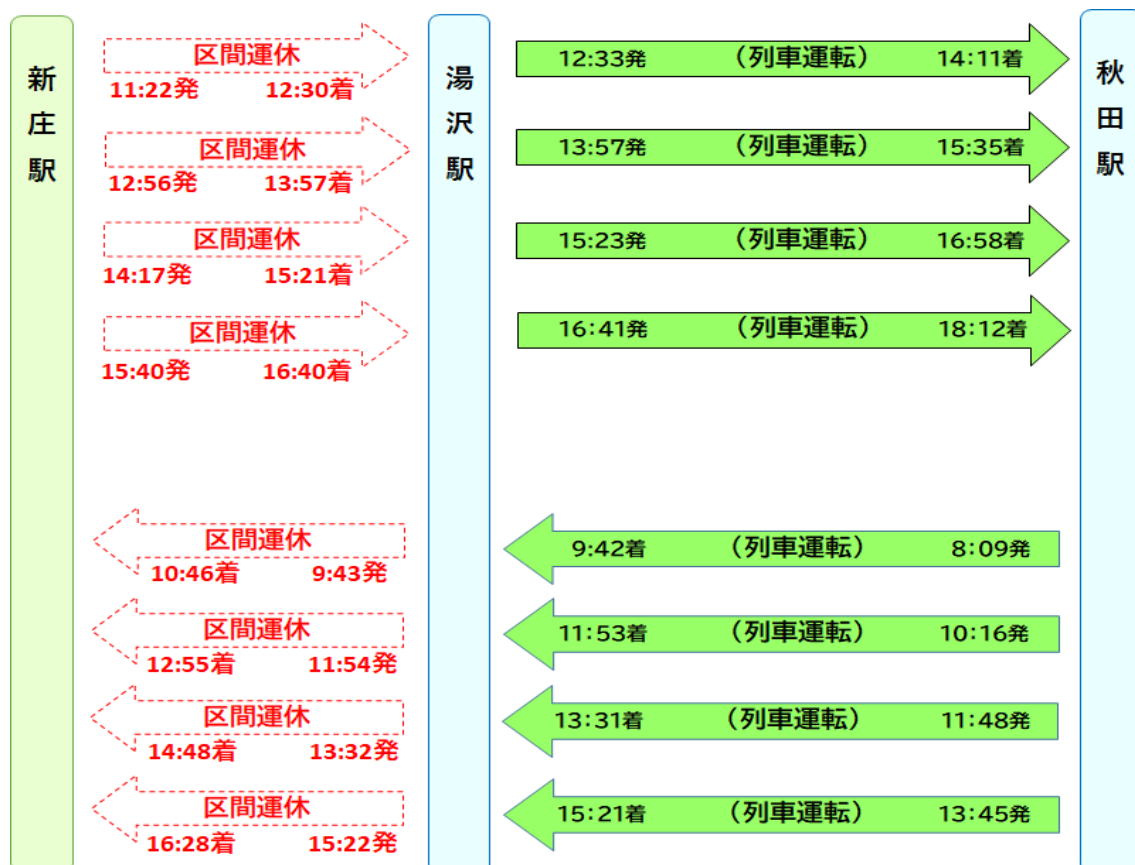 新庄駅
湯沢駅
秋田駅
区間運休
11:22発 12:30着
12:33発 (列車運転) 14:11着
区間運休
12:56発 13:57着
13:57発 (列車運転) 15:35着
区間運休
14:17発 15:21着
15:23発 (列車運転) 16:58着
区間運休
15:40発 16:40着
16:41発 (列車運転) 18:12着
区間運休
10:46着 9:43発
9:42着 (列車運転) 8:09発
区間運休
12:55着 11:54発
11:53着 (列車運転) 10:16発
区間運休
14:48着 13:32発
13:31着 (列車運転) 11:48発
区間運休
16:28着 15:22発
15:21着 (列車運転) 13:45発